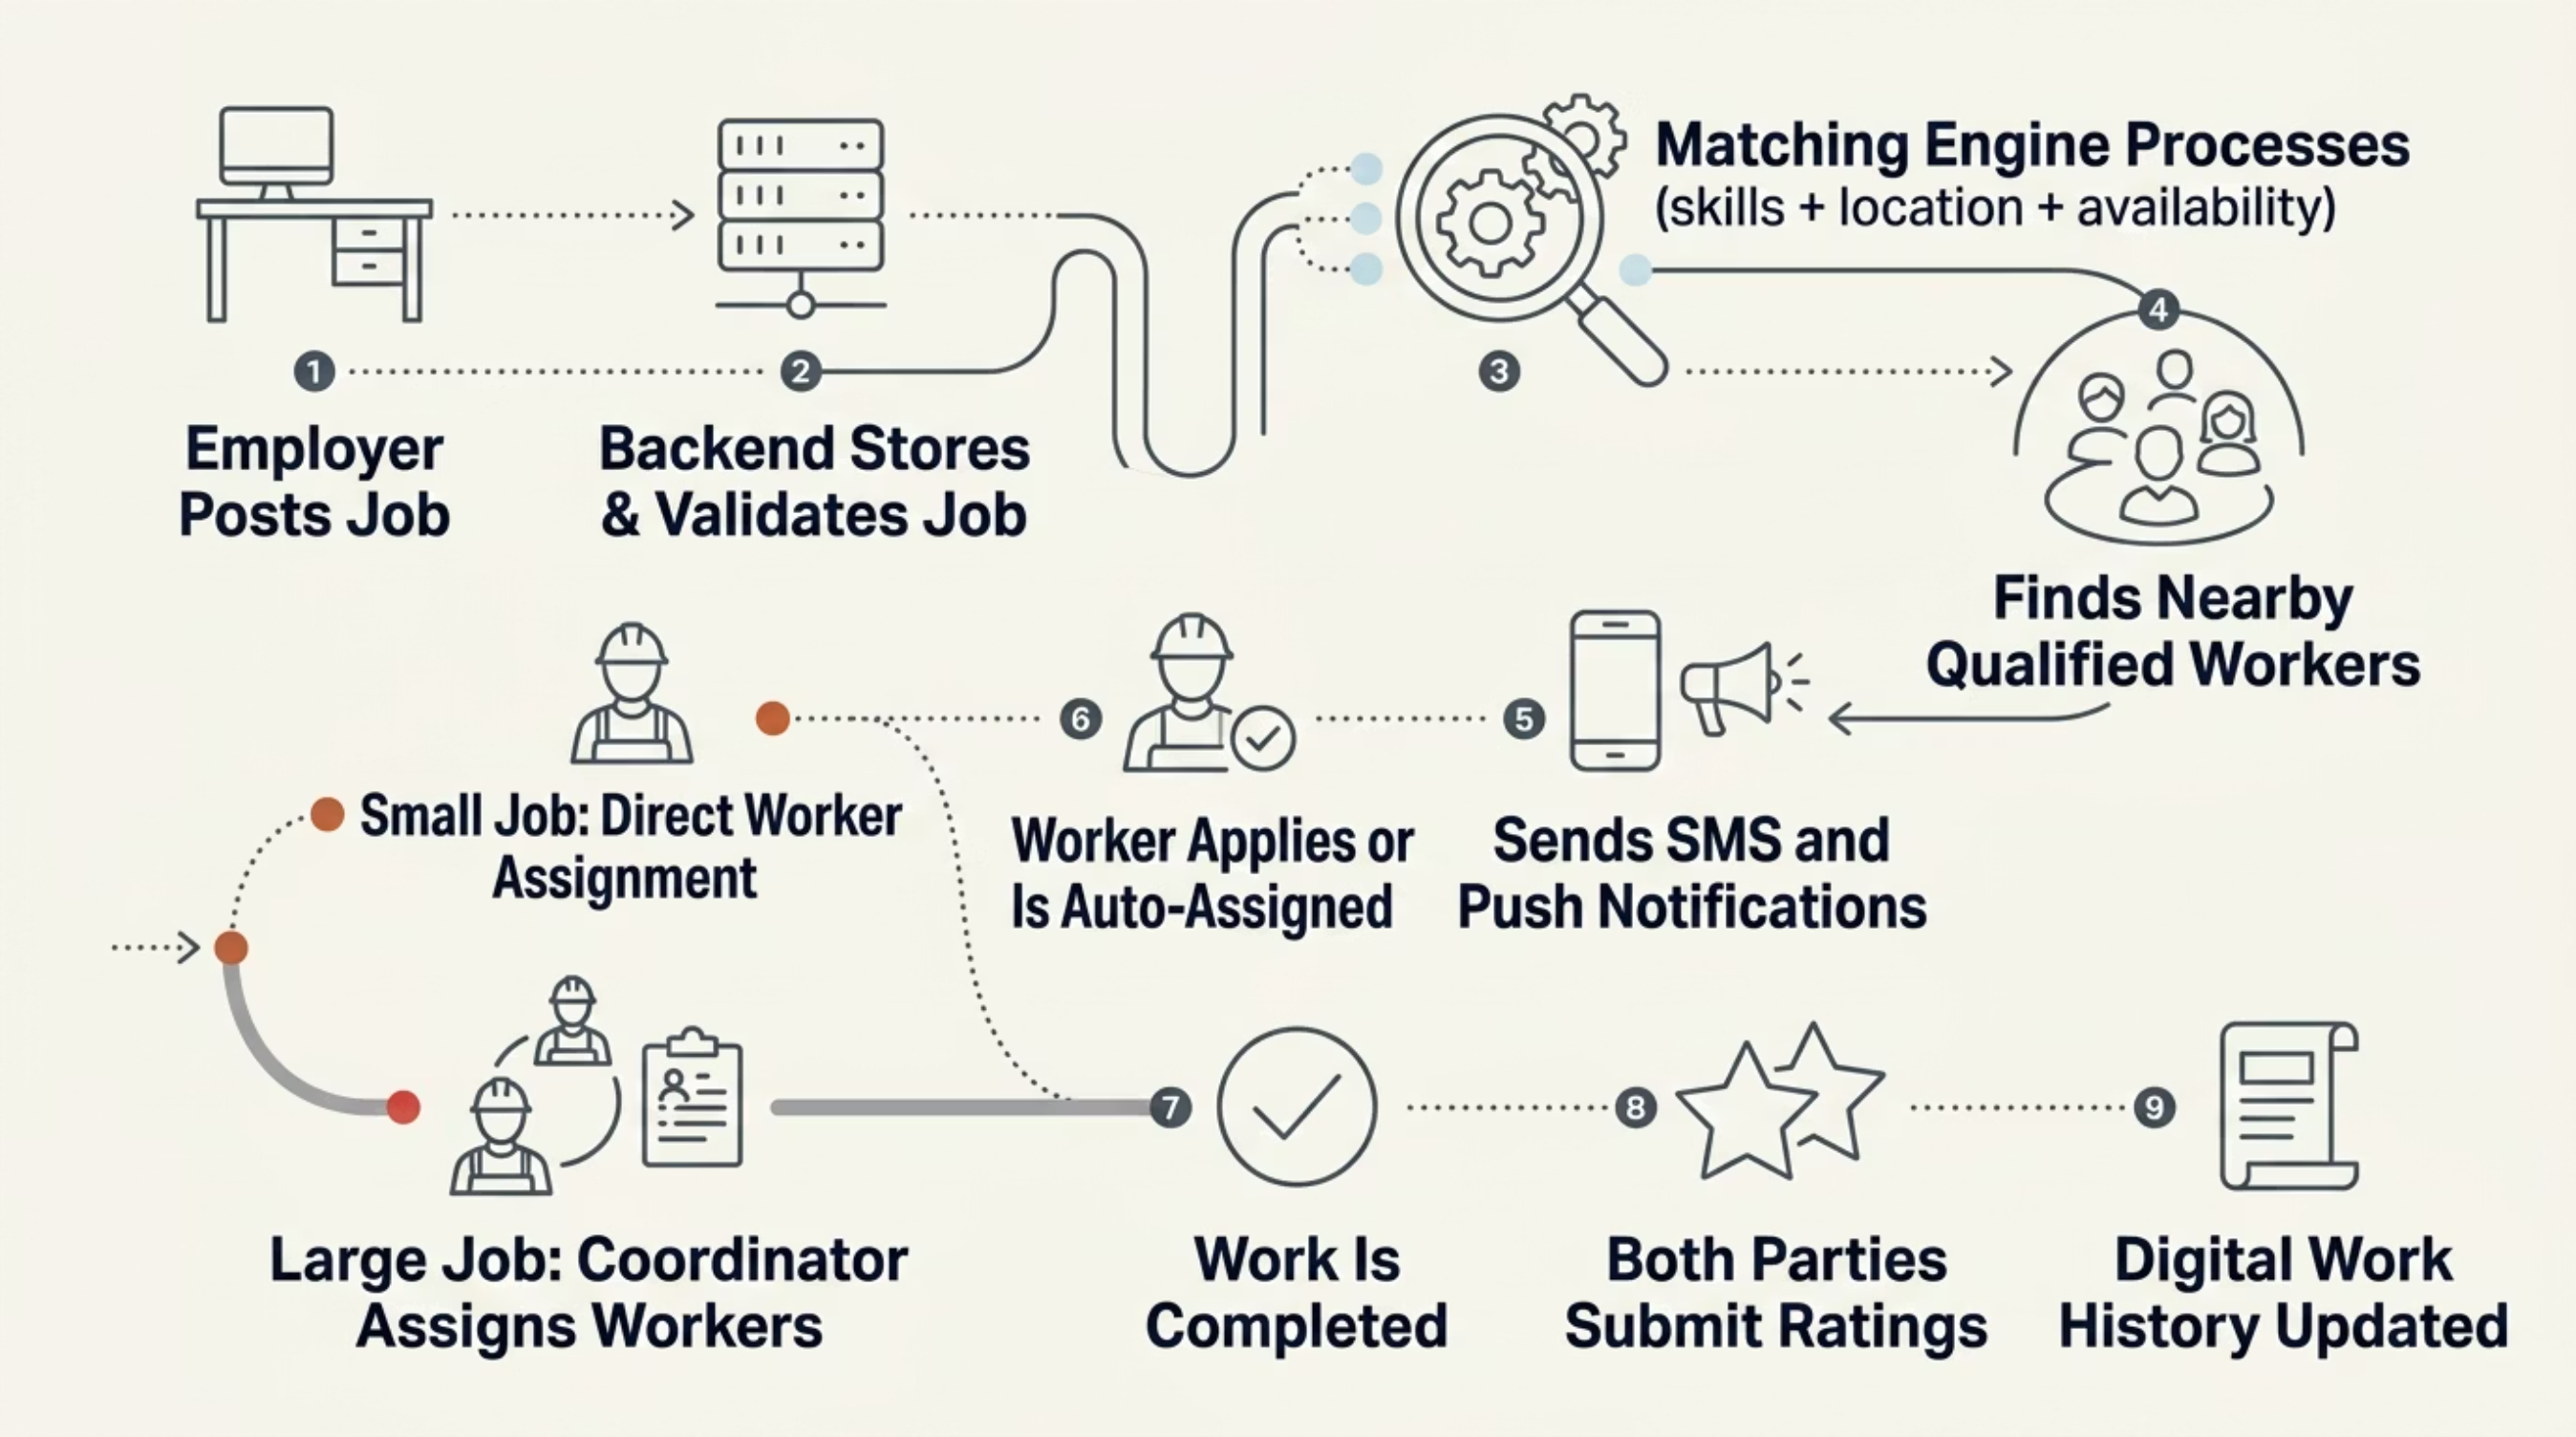 1
Employer
Posts Job
2
Backend Stores
& Validates Job
3
Matching Engine Processes
(skills + location + availability)
4
Finds Nearby
Qualified Workers
5
Sends SMS and
Push Notifications
6
Worker Applies or
Is Auto-Assigned
Small Job: Direct Worker
Assignment
Large Job: Coordinator
Assigns Workers
7
Work Is
Completed
8
Both Parties
Submit Ratings
9
Digital Work
History Updated